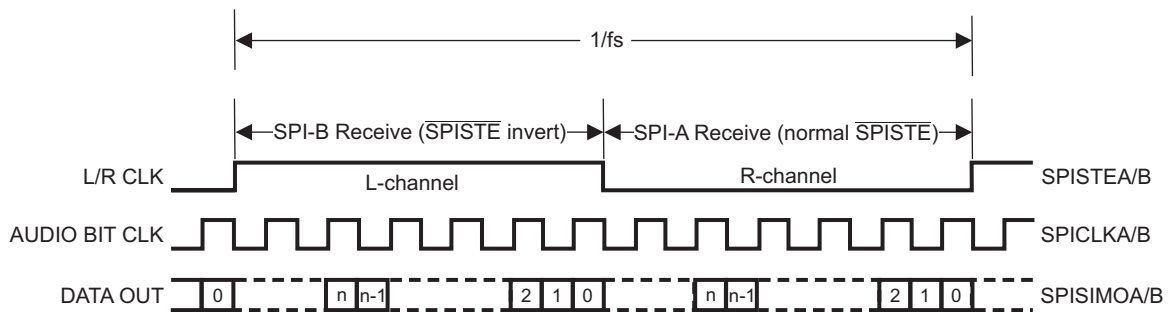 1/fs
SPI-B Receive (SPISTE invert) SPI-A Receive (normal SPISTE)
L/R CLK L-channel R-channel SPISTEA/B
AUDIO BIT CLK SPICLKA/B
DATA OUT 0 n n-1 2 1 0 n n-1 2 1 0 SPISIMOA/B